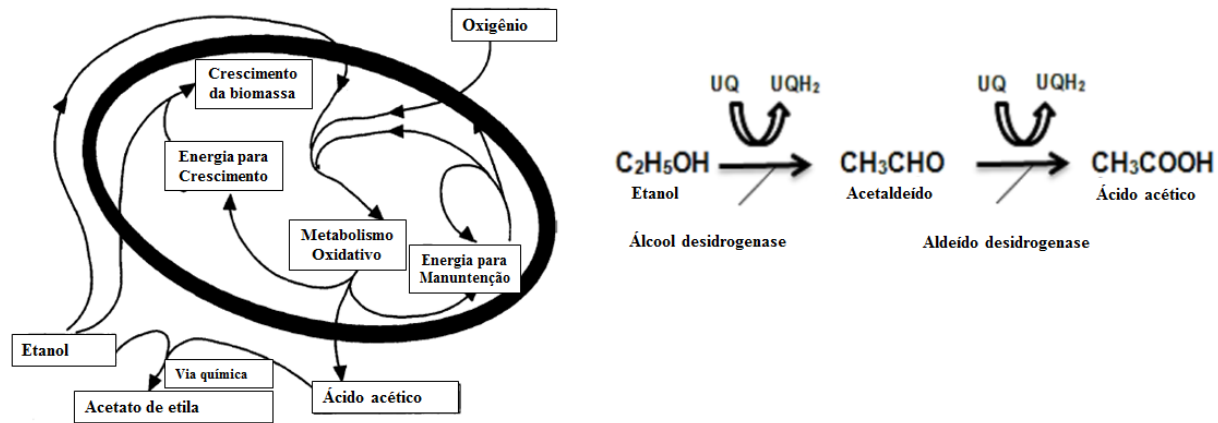 Oxigênio
Crescimento
da biomassa
Energia para
Crescimento
Metabolismo
Oxidativo
Energia para
Manuntenção
Etanol
Via química
Acetato de etila
Ácido acético
UQ UQH₂ UQ UQH₂
C₂H₅OH CH₃CHO CH₃COOH
Etanol Acetaldeído Ácido acético
Álcool desidrogenase Aldeído desidrogenase